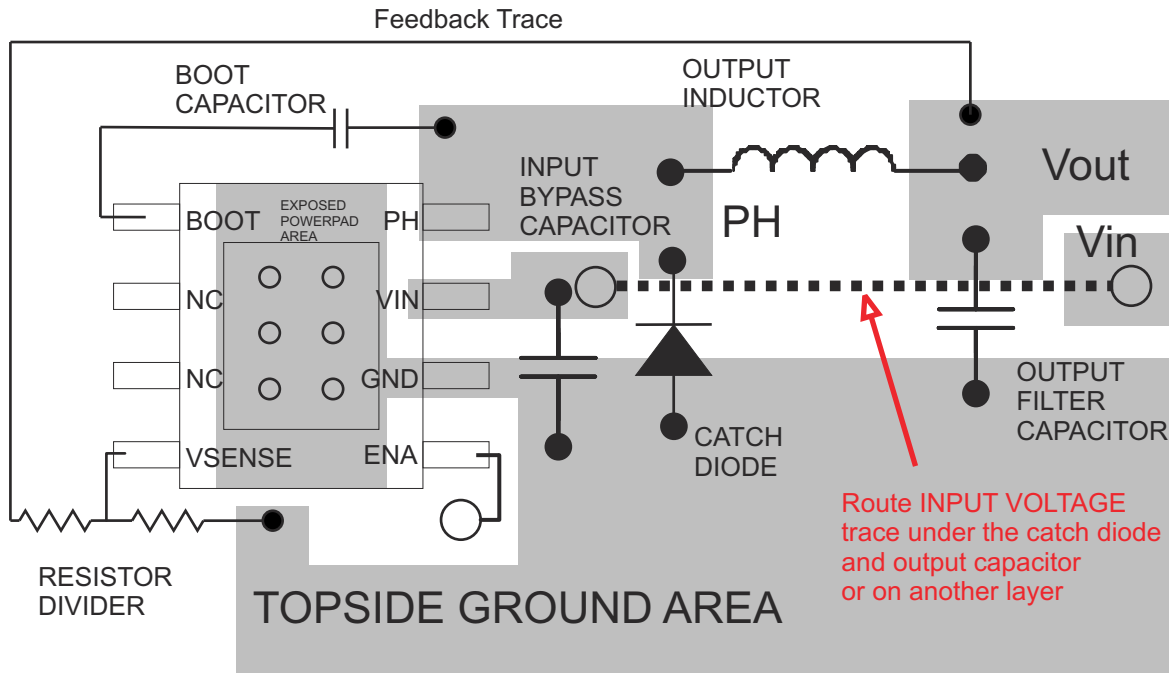 Feedback Trace
BOOT
CAPACITOR
OUTPUT
INDUCTOR
INPUT
BYPASS
CAPACITOR
Vout
PH
Vin
EXPOSED
POWERPAD
AREA
BOOT
PH
NC
VIN
NC
GND
VSENSE
ENA
CATCH
DIODE
OUTPUT
FILTER
CAPACITOR
Route INPUT VOLTAGE
trace under the catch diode
and output capacitor
or on another layer
RESISTOR
DIVIDER
TOPSIDE GROUND AREA